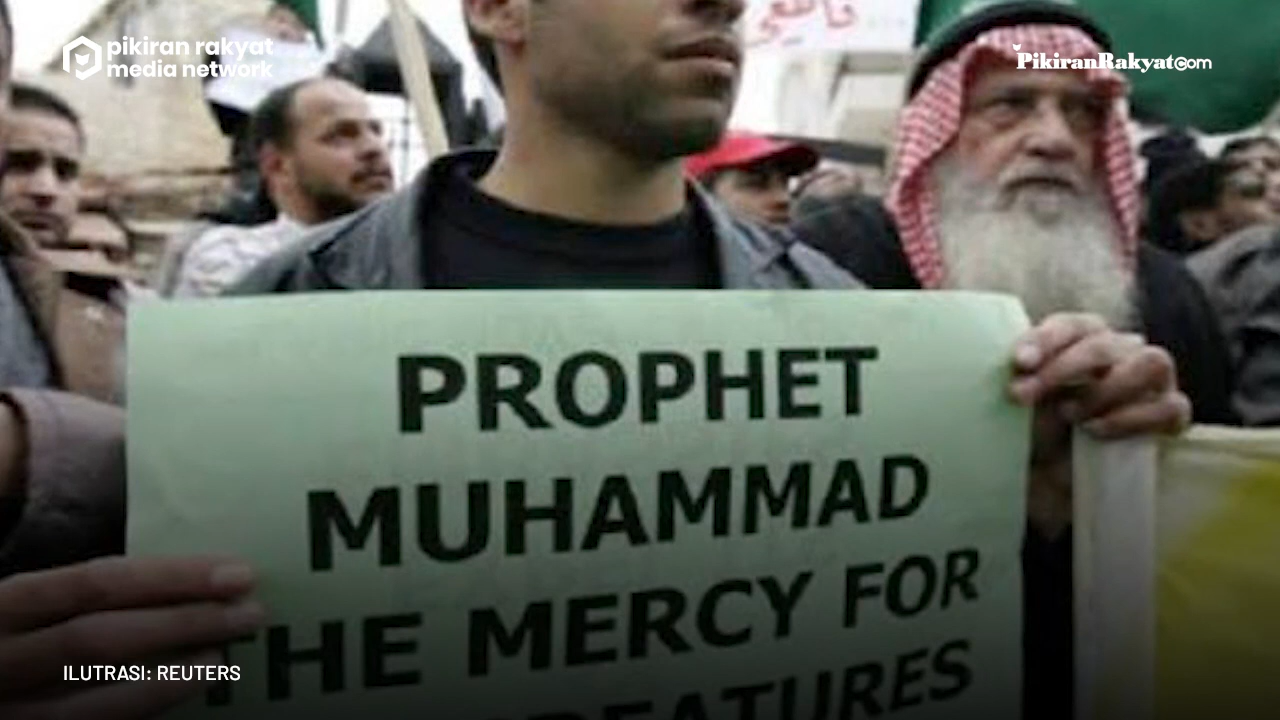 pikiran rakyat
media network
PikiranRakyat.com
PROPHET
MUHAMMAD
THE MERCY FOR
ILUTRASI: REUTERS